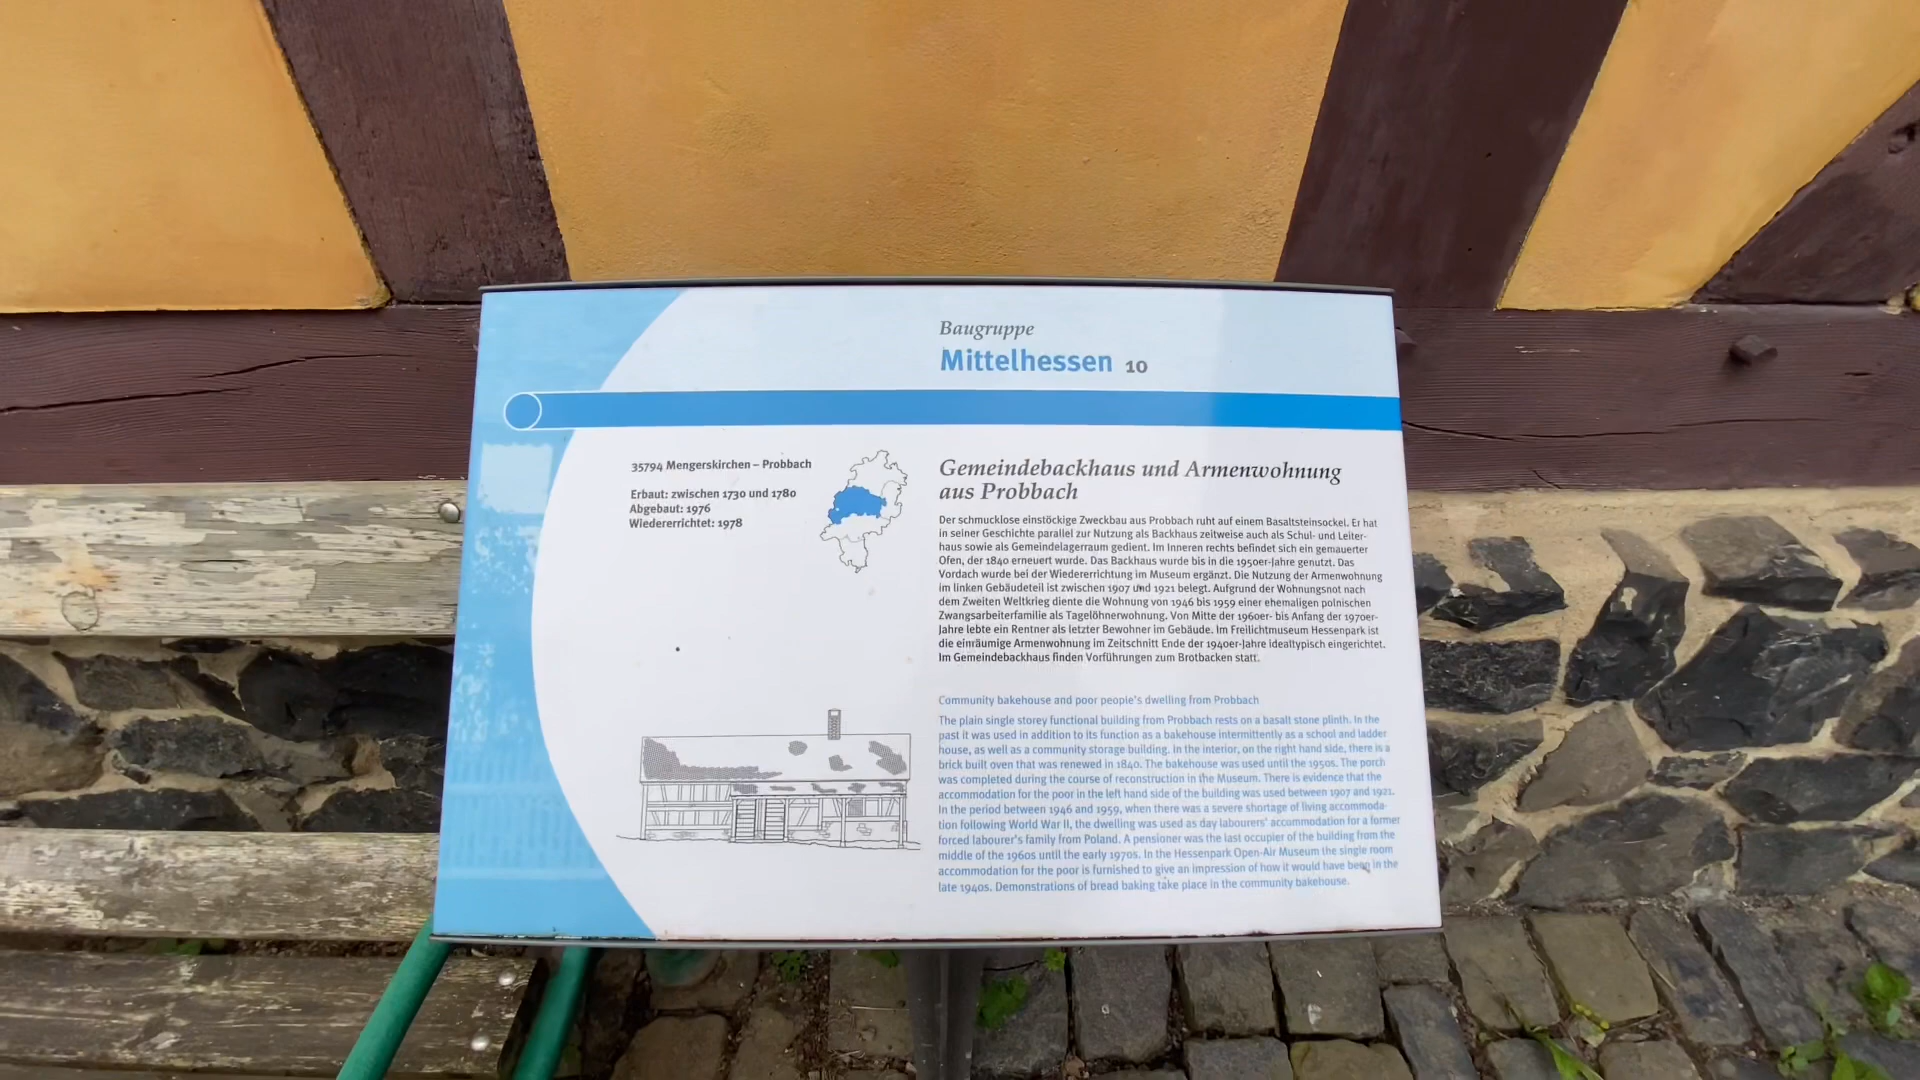 Baugruppe
Mittelhessen 10
35794 Mengerskirchen – Probbach
Erbaut: zwischen 1730 und 1780
Abgebaut: 1976
Wiedererrichtet: 1978
Gemeindebackhaus und Armenwohnung
aus Probbach
Der schmucklose einstöckige Zweckbau aus Probbach ruht auf einem Basaltsteinsockel. Er hat
in seiner Geschichte parallel zur Nutzung als Backhaus zeitweise auch als Schul- und Leiter-
haus sowie als Gemeindelagerraum gedient. Im Inneren rechts befindet sich ein gemauerter
Ofen, der 1840 erneuert wurde. Das Backhaus wurde bis in die 1950er-Jahre genutzt. Das
Vordach wurde bei der Wiedererrichtung im Museum ergänzt. Die Nutzung der Armenwohnung
im linken Gebäudeteil ist zwischen 1907 und 1921 belegt. Aufgrund der Wohnungsnot nach
dem Zweiten Weltkrieg diente die Wohnung von 1946 bis 1959 einer ehemaligen polnischen
Zwangsarbeiterfamilie als Tagelöhnerwohnung. Von Mitte der 1960er- bis Anfang der 1970er-
Jahre lebte ein Rentner als letzter Bewohner im Gebäude. Im Freilichtmuseum Hessenpark ist
die einräumige Armenwohnung im Zeitschnitt Ende der 1940er-Jahre idealtypisch eingerichtet.
Im Gemeindebackhaus finden Vorführungen zum Brotbacken statt.
Community bakehouse and poor people's dwelling from Probbach
The plain single storey functional building from Probbach rests on a basalt stone plinth. In the
past it was used in addition to its function as a bakehouse intermittently as a school and ladder
house, as well as a community storage building. In the interior, on the right hand side, there is a
brick built oven that was renewed in 1840. The bakehouse was used until the 1950s. The porch
was completed during the course of reconstruction in the Museum. There is evidence that the
accommodation for the poor in the left hand side of the building was used between 1907 and 1921.
In the period between 1946 and 1959, when there was a severe shortage of living accommoda-
tion following World War II, the dwelling was used as day labourers' accommodation for a former
forced labourer's family from Poland. A pensioner was the last occupier of the building from the
middle of the 1960s until the early 1970s. In the Hessenpark Open-Air Museum the single room
accommodation for the poor is furnished to give an impression of how it would have been in the
late 1940s. Demonstrations of bread baking take place in the community bakehouse.